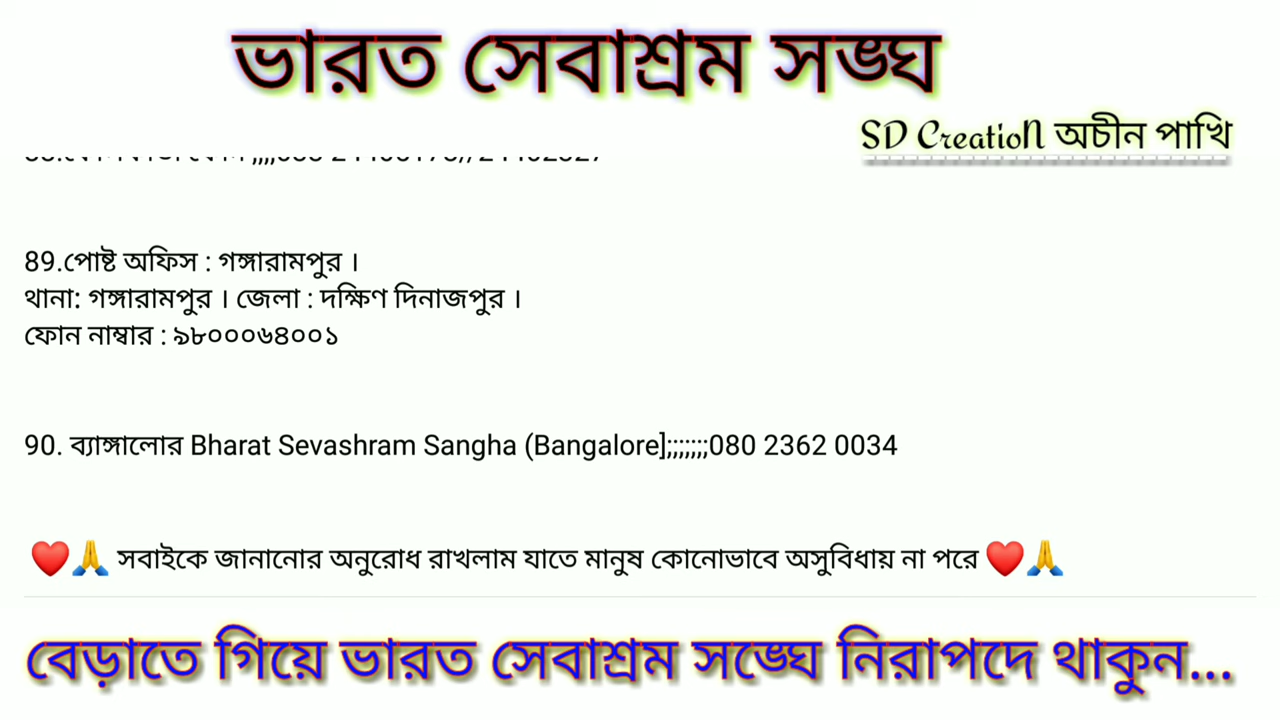 ভারত সেবাশ্রম সঙ্ঘ
SD CreatioN অচীন পাখি
89.পোষ্ট অফিস : গঙ্গারামপুর ।
থানা: গঙ্গারামপুর । জেলা : দক্ষিণ দিনাজপুর ।
ফোন নাম্বার : ৯৮০০০৬৪০০১
90. ব্যাঙ্গালোর Bharat Sevashram Sangha (Bangalore];;;;;;;080 2362 0034
❤️🙏 সবাইকে জানানোর অনুরোধ রাখলাম যাতে মানুষ কোনোভাবে অসুবিধায় না পরে ❤️🙏
বেড়াতে গিয়ে ভারত সেবাশ্রম সঙ্ঘে নিরাপদে থাকুন...